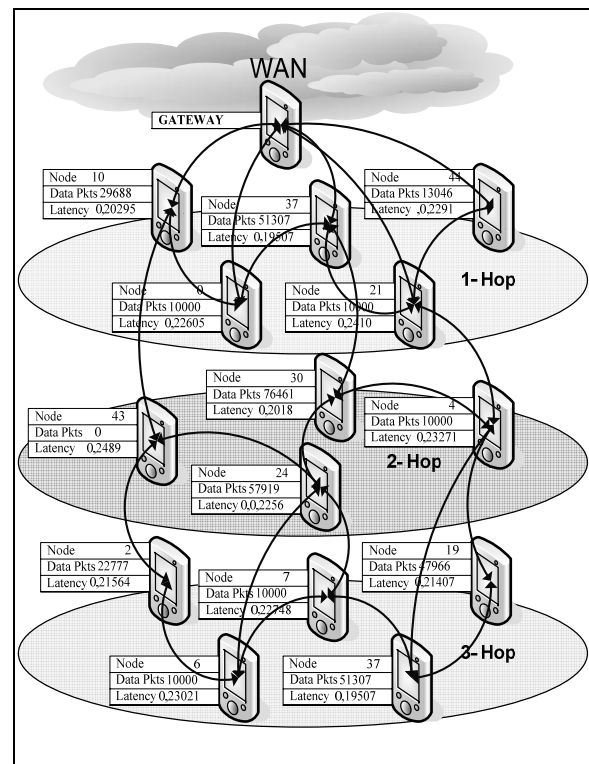 WAN
GATEWAY
Node 10
Data Pkts 29688
Latency 0,20295
Node 37
Data Pkts 51307
Latency 0,19507
Node 44
Data Pkts 13046
Latency ,0,2291
Node 0
Data Pkts 10000
Latency 0,22605
Node 21
Data Pkts 10000
Latency 0,2410
1- Hop
Node 30
Data Pkts 76461
Latency 0,2018
Node 43
Data Pkts 0
Latency 0,2489
Node 4
Data Pkts 10000
Latency 0,23271
2- Hop
Node 24
Data Pkts 57919
Latency 0,0,2256
Node 2
Data Pkts 22777
Latency 0,21564
Node 7
Data Pkts 10000
Latency 0,22748
Node 19
Data Pkts 47966
Latency 0,21407
3- Hop
Node 6
Data Pkts 10000
Latency 0,23021
Node 37
Data Pkts 51307
Latency 0,19507